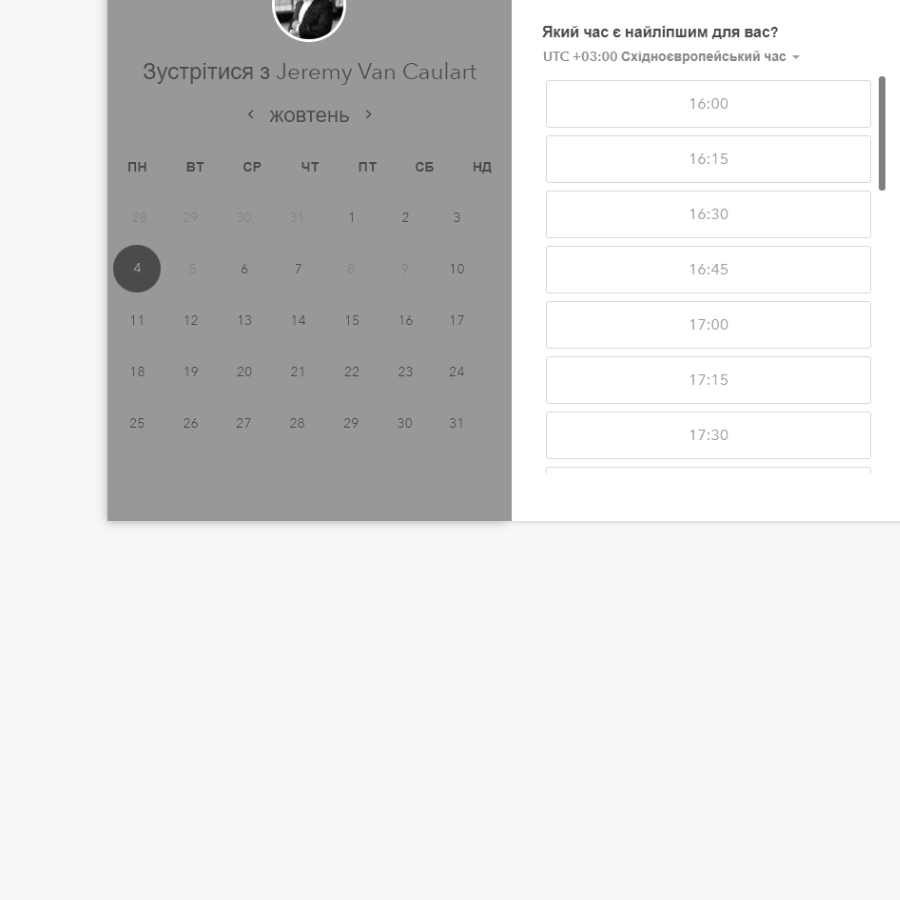 Зустрітися з Jeremy Van Caulart
жовтень
ПН ВТ СР ЧТ ПТ СБ НД
28 29 30 31 1 2 3
4 5 6 7 8 9 10
11 12 13 14 15 16 17
18 19 20 21 22 23 24
25 26 27 28 29 30 31
Який час є найліпшим для вас?
UTC +03:00 Східноєвропейський час
16:00
16:15
16:30
16:45
17:00
17:15
17:30